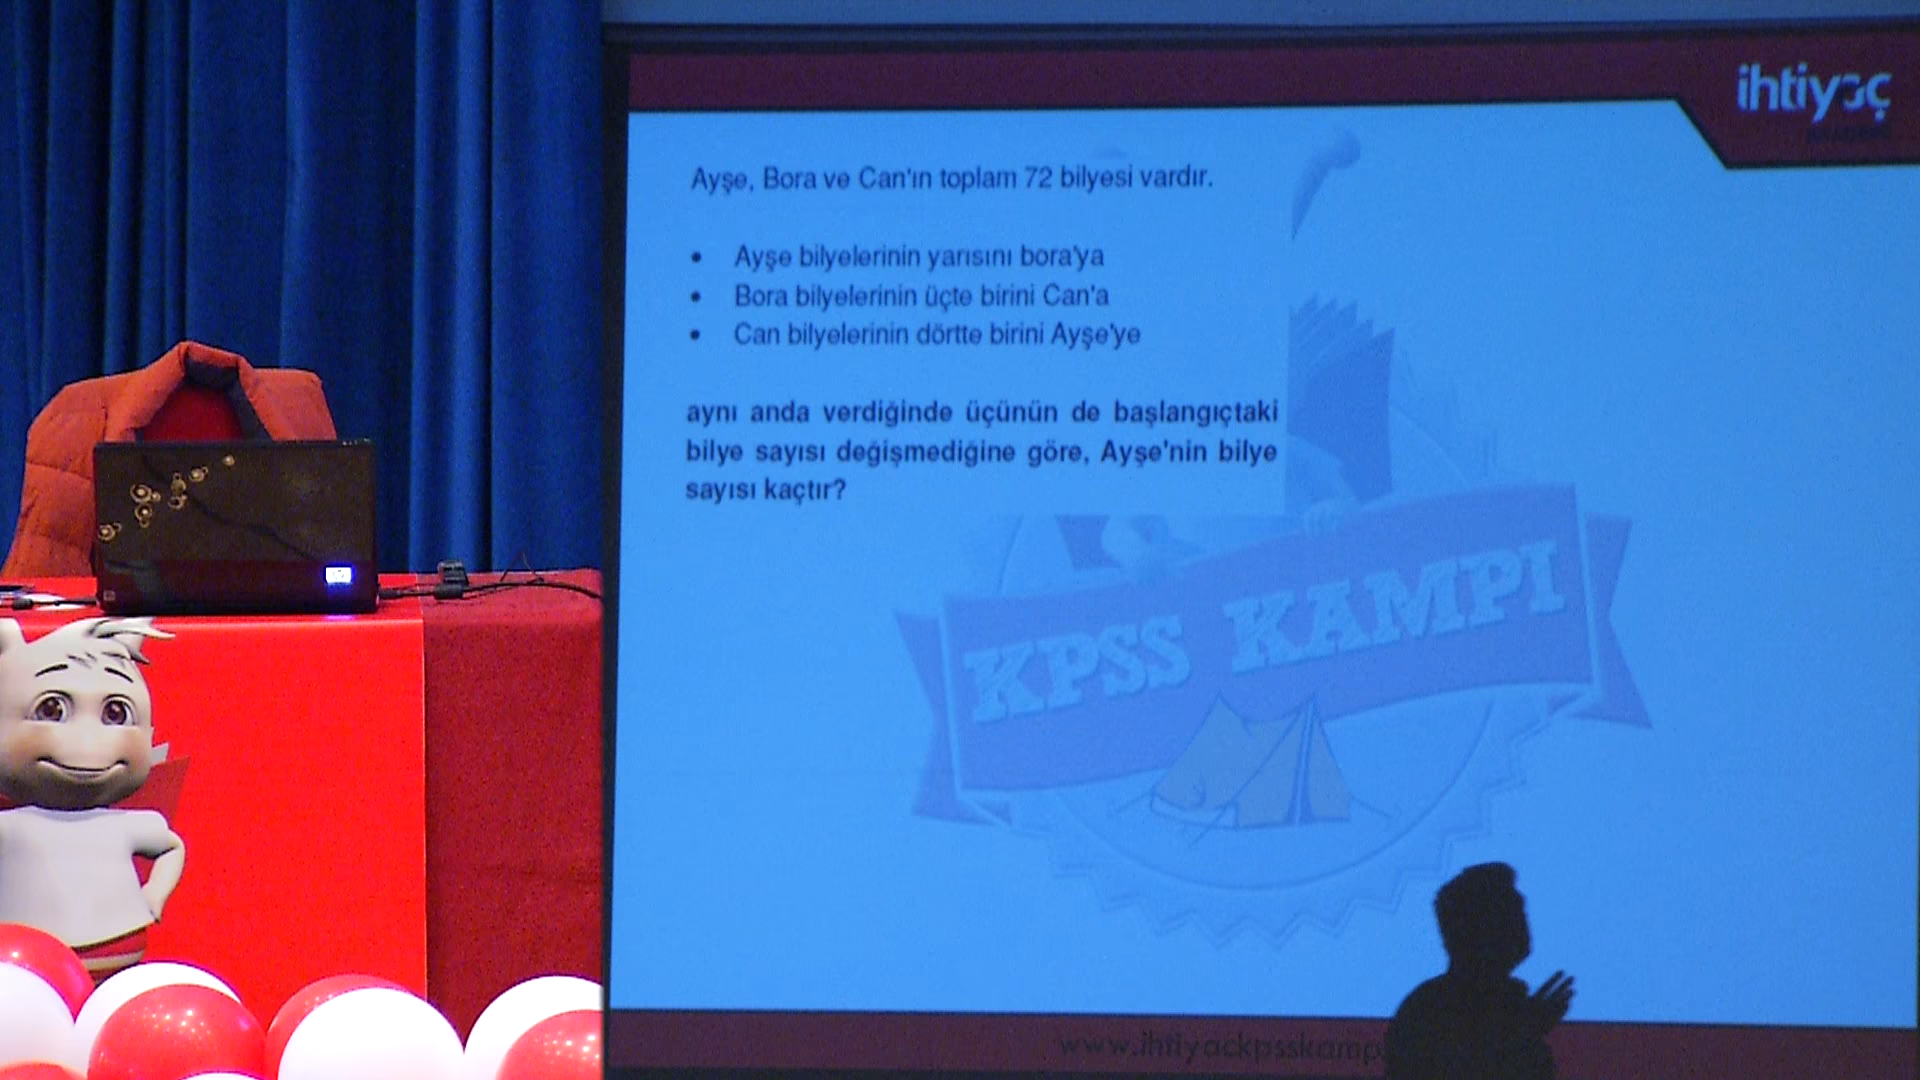 ihtiyaç
Ayşe, Bora ve Can'ın toplam 72 bilyesi vardır.
• Ayşe bilyelerinin yarısını bora'ya
• Bora bilyelerinin üçte birini Can'a
• Can bilyelerinin dörtte birini Ayşe'ye
aynı anda verdiğinde üçünün de başlangıçtaki
bilye sayısı değişmediğine göre, Ayşe'nin bilye
sayısı kaçtır?
KPSS KAMPI
www.ihtiyackpsskamp